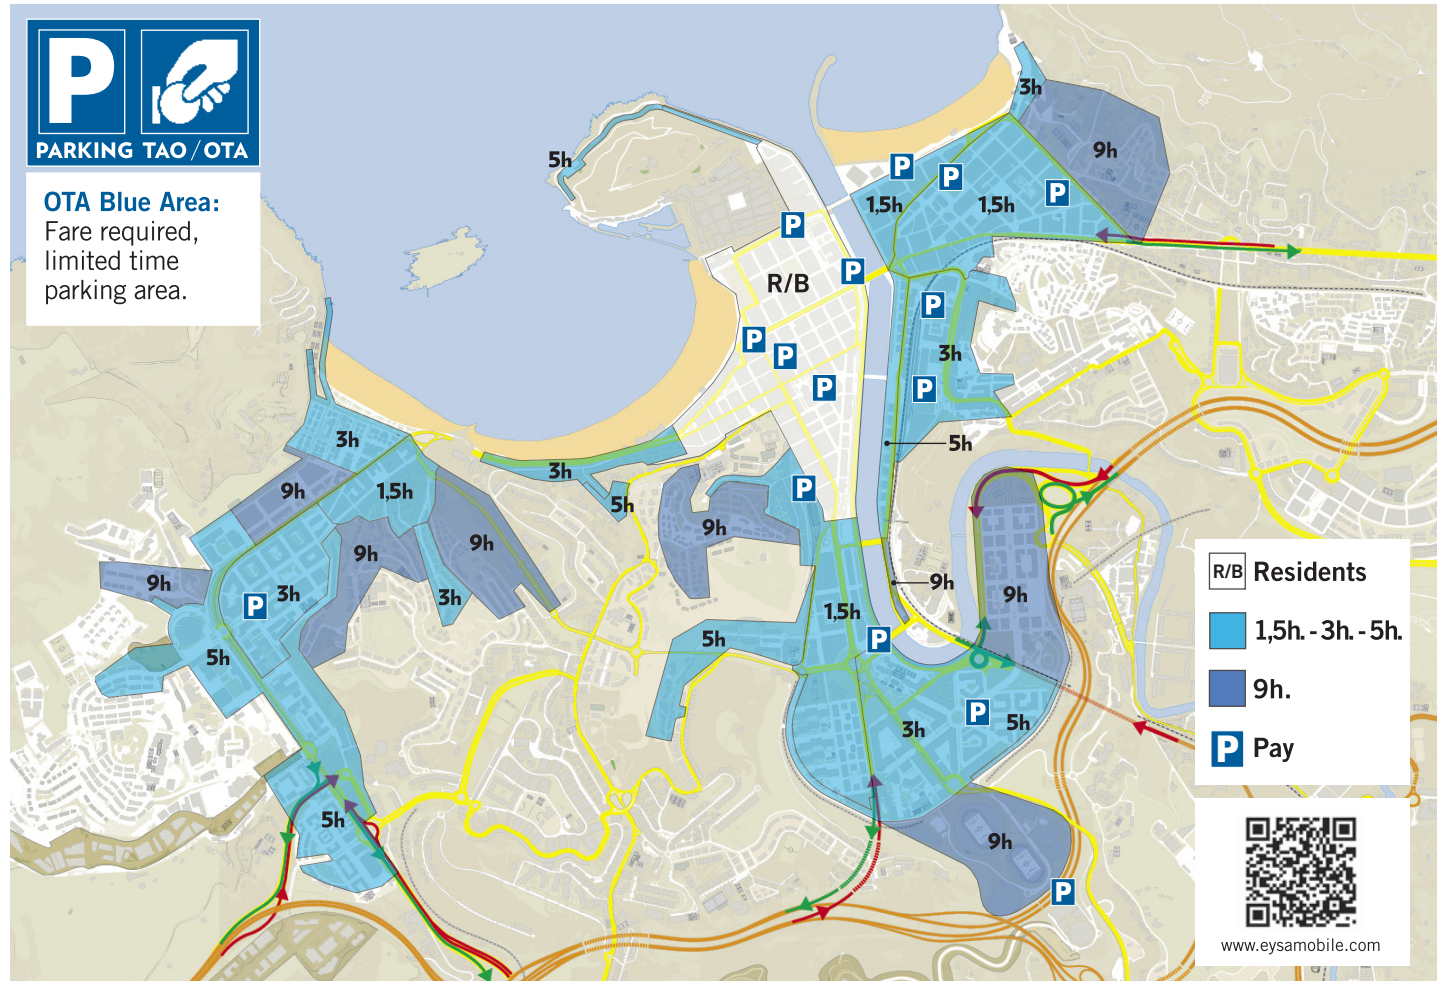 P
PARKING TAO/OTA
OTA Blue Area:
Fare required,
limited time
parking area.
3h
9h
5h
P
P
1,5h
1,5h
P
P
P
R/B
P
P
3h
P
P
P
P
3h
5h
3h
9h
1,5h
5h
P
9h
9h
9h
9h
9h
9h
3h
P
3h
9h
1,5h
5h
P
5h
P
3h
5h
5h
9h
P
R/B Residents
1,5h. - 3h. - 5h.
9h.
P Pay
www.eysamobile.com